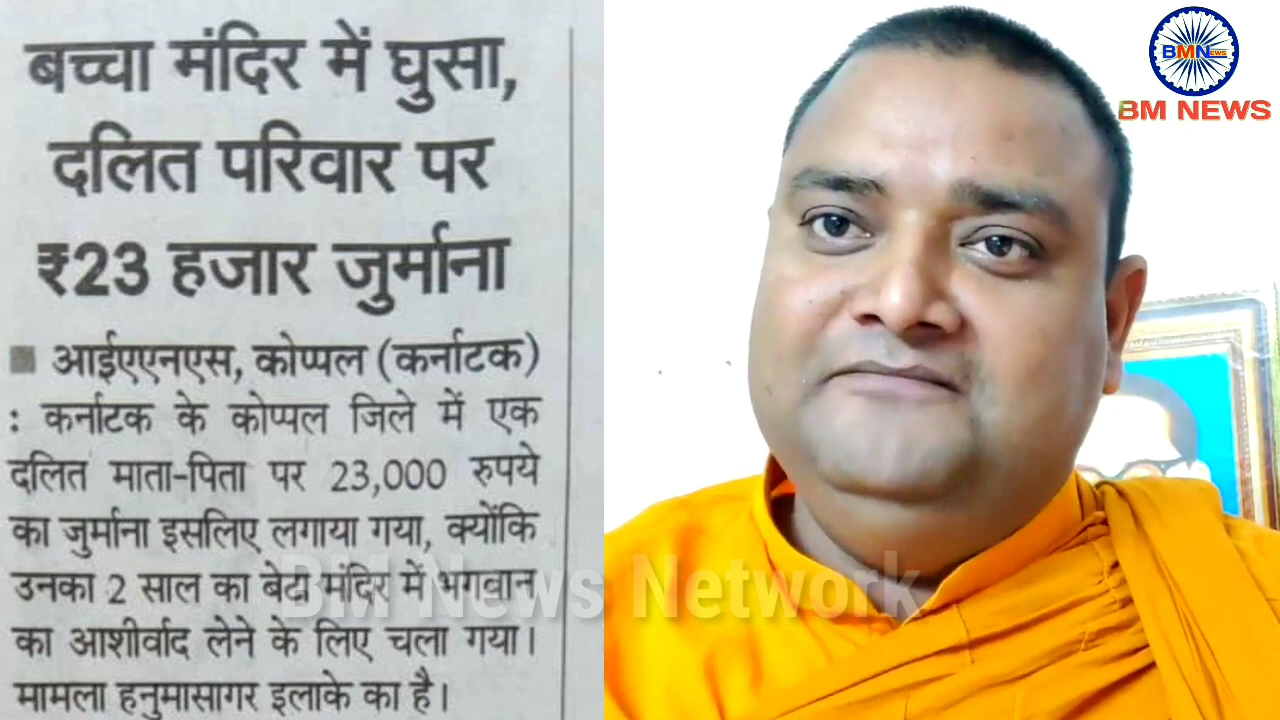 बच्चा मंदिर में घुसा,
दलित परिवार पर
₹23 हजार जुर्माना
आईएएनएस, कोप्पल (कर्नाटक)
: कर्नाटक के कोप्पल जिले में एक
दलित माता-पिता पर 23,000 रुपये
का जुर्माना इसलिए लगाया गया, क्योंकि
उनका 2 साल का बेटा मंदिर में भगवान
का आशीर्वाद लेने के लिए चला गया।
मामला हनुमासागर इलाके का है।
BMNEWS
BM NEWS
BM News Network